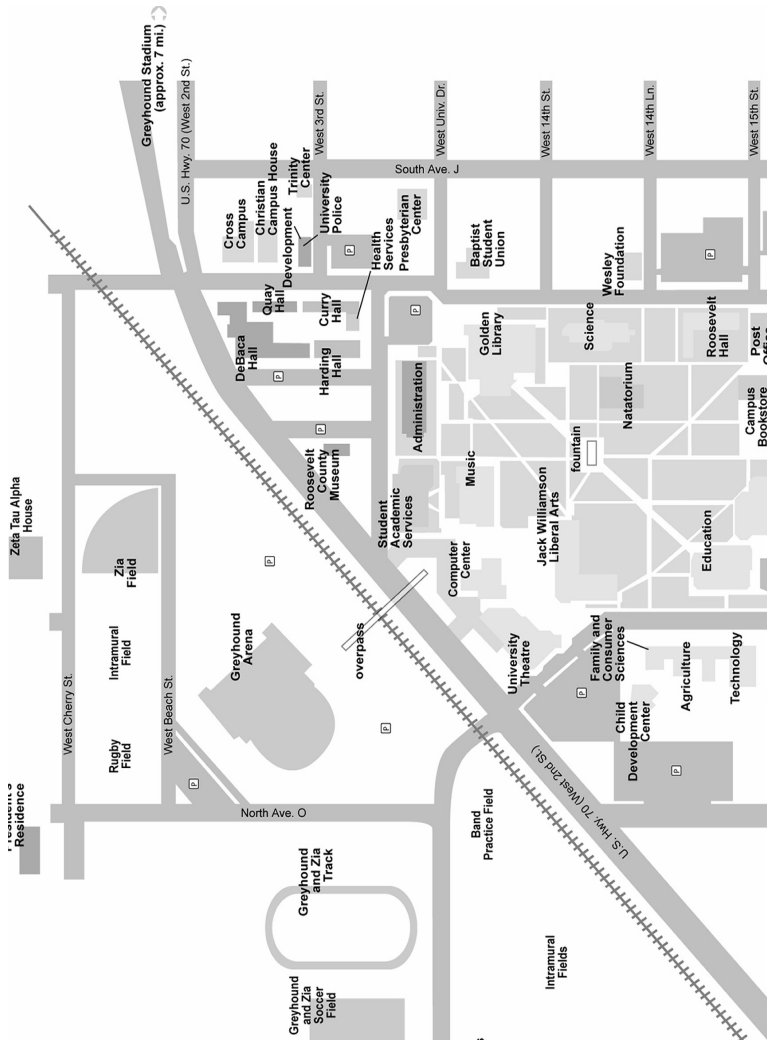 Greyhound Stadium
(approx. 7 mi.)
U.S. Hwy. 70 (West 2nd St.)
West 3rd St.
West Univ. Dr.
West 14th St.
West 14th Ln.
West 15th St.
South Ave. J
Cross
Campus
Christian
Campus House
Trinity
Center
Development
University
Police
P
Health
Services
Presbyterian
Center
Baptist
Student
Union
Wesley
Foundation
P
Quay
Hall
Curry
Hall
DeBaca
Hall
Harding
Hall
P
P
Golden
Library
Science
Roosevelt
Hall
Post
Administration
Natatorium
Campus
Bookstore
P
Roosevelt
County
Museum
Student
Academic
Services
Music
fountain
Jack Williamson
Liberal Arts
Education
Computer
Center
Zeta Tau Alpha
House
Zia
Field
P
Intramural
Field
Greyhound
Arena
overpass
University
Theatre
Family and
Consumer
Sciences
Agriculture
Technology
Child
Development
Center
P
P
West Cherry St.
West Beach St.
Rugby
Field
P
P
Residence
North Ave. O
Band
Practice Field
U.S. Hwy. 70 (West 2nd St.)
Greyhound
and Zia
Track
Greyhound
and Zia
Soccer
Field
Intramural
Fields